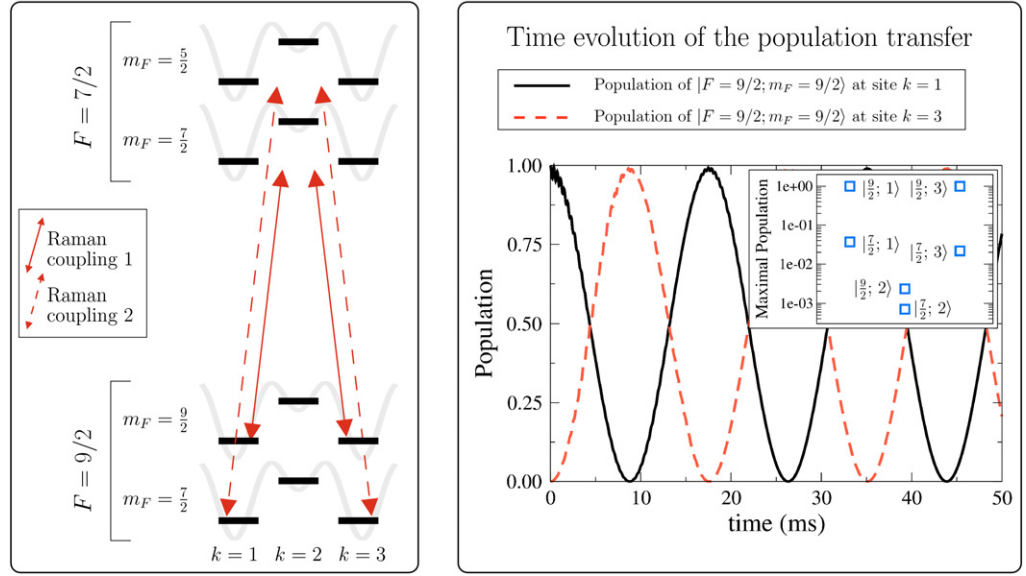 F = 7/2
m_F = 5/2
m_F = 7/2
Raman
coupling 1
Raman
coupling 2
F = 9/2
m_F = 9/2
m_F = 7/2
k = 1 k = 2 k = 3
Time evolution of the population transfer
Population of |F = 9/2; m_F = 9/2⟩ at site k = 1
Population of |F = 9/2; m_F = 9/2⟩ at site k = 3
Population
1.00
0.75
0.50
0.25
0.00
0 10 20 30 40 50
time (ms)
Maximal Population
1e+00
1e-01
1e-02
1e-03
|9/2; 1⟩ |9/2; 3⟩
|7/2; 1⟩ |7/2; 3⟩
|9/2; 2⟩
|7/2; 2⟩